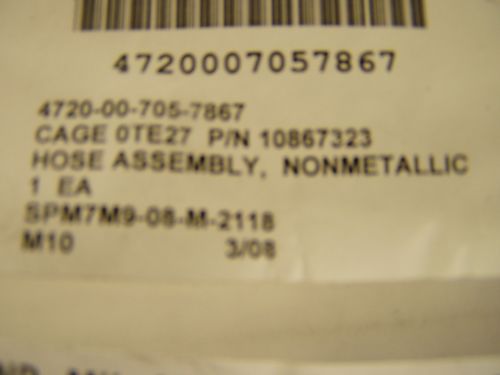 4720007057867
4720-00-705-7867
CAGE 0TE27 P/N 10867323
HOSE ASSEMBLY, NONMETALLIC
1 EA
SPM7M9-08-M-2118
M10 3/08